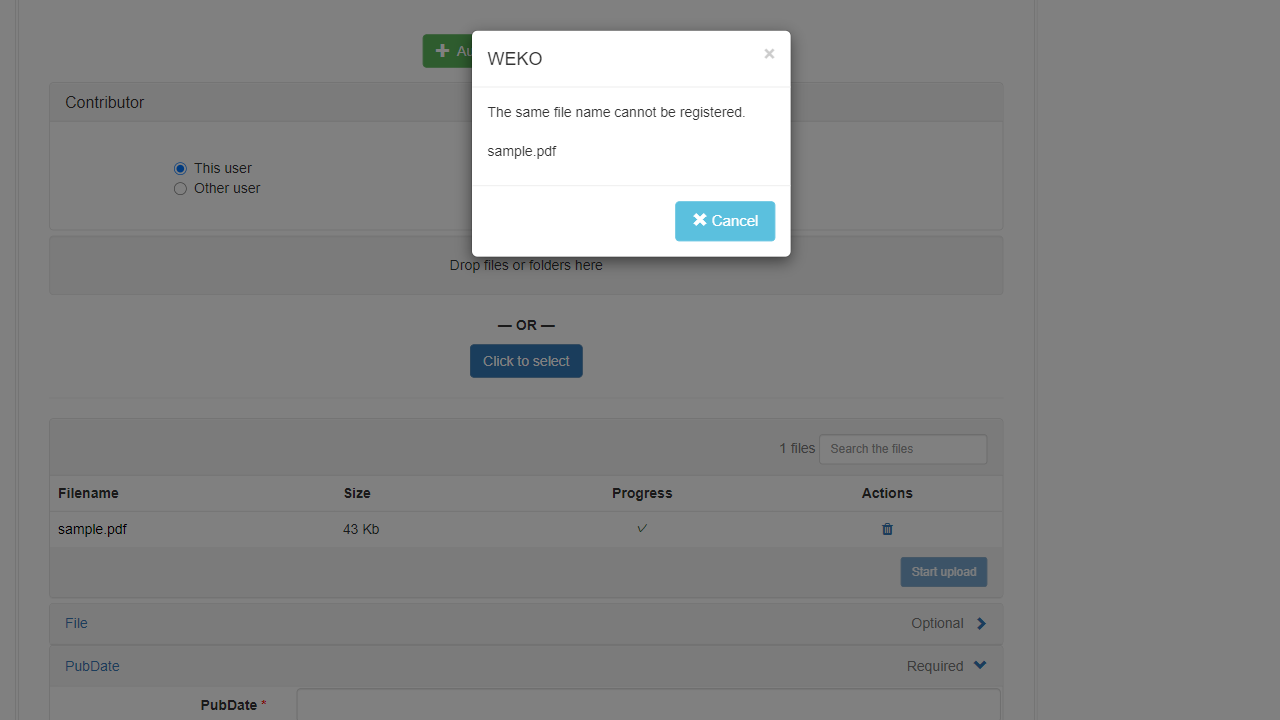 Au
WEKO
×
The same file name cannot be registered.
sample.pdf
Cancel
Contributor
This user
Other user
Drop files or folders here
— OR —
Click to select
1 files Search the files
Filename Size Progress Actions
sample.pdf 43 Kb
Start upload
File Optional
PubDate Required
PubDate *